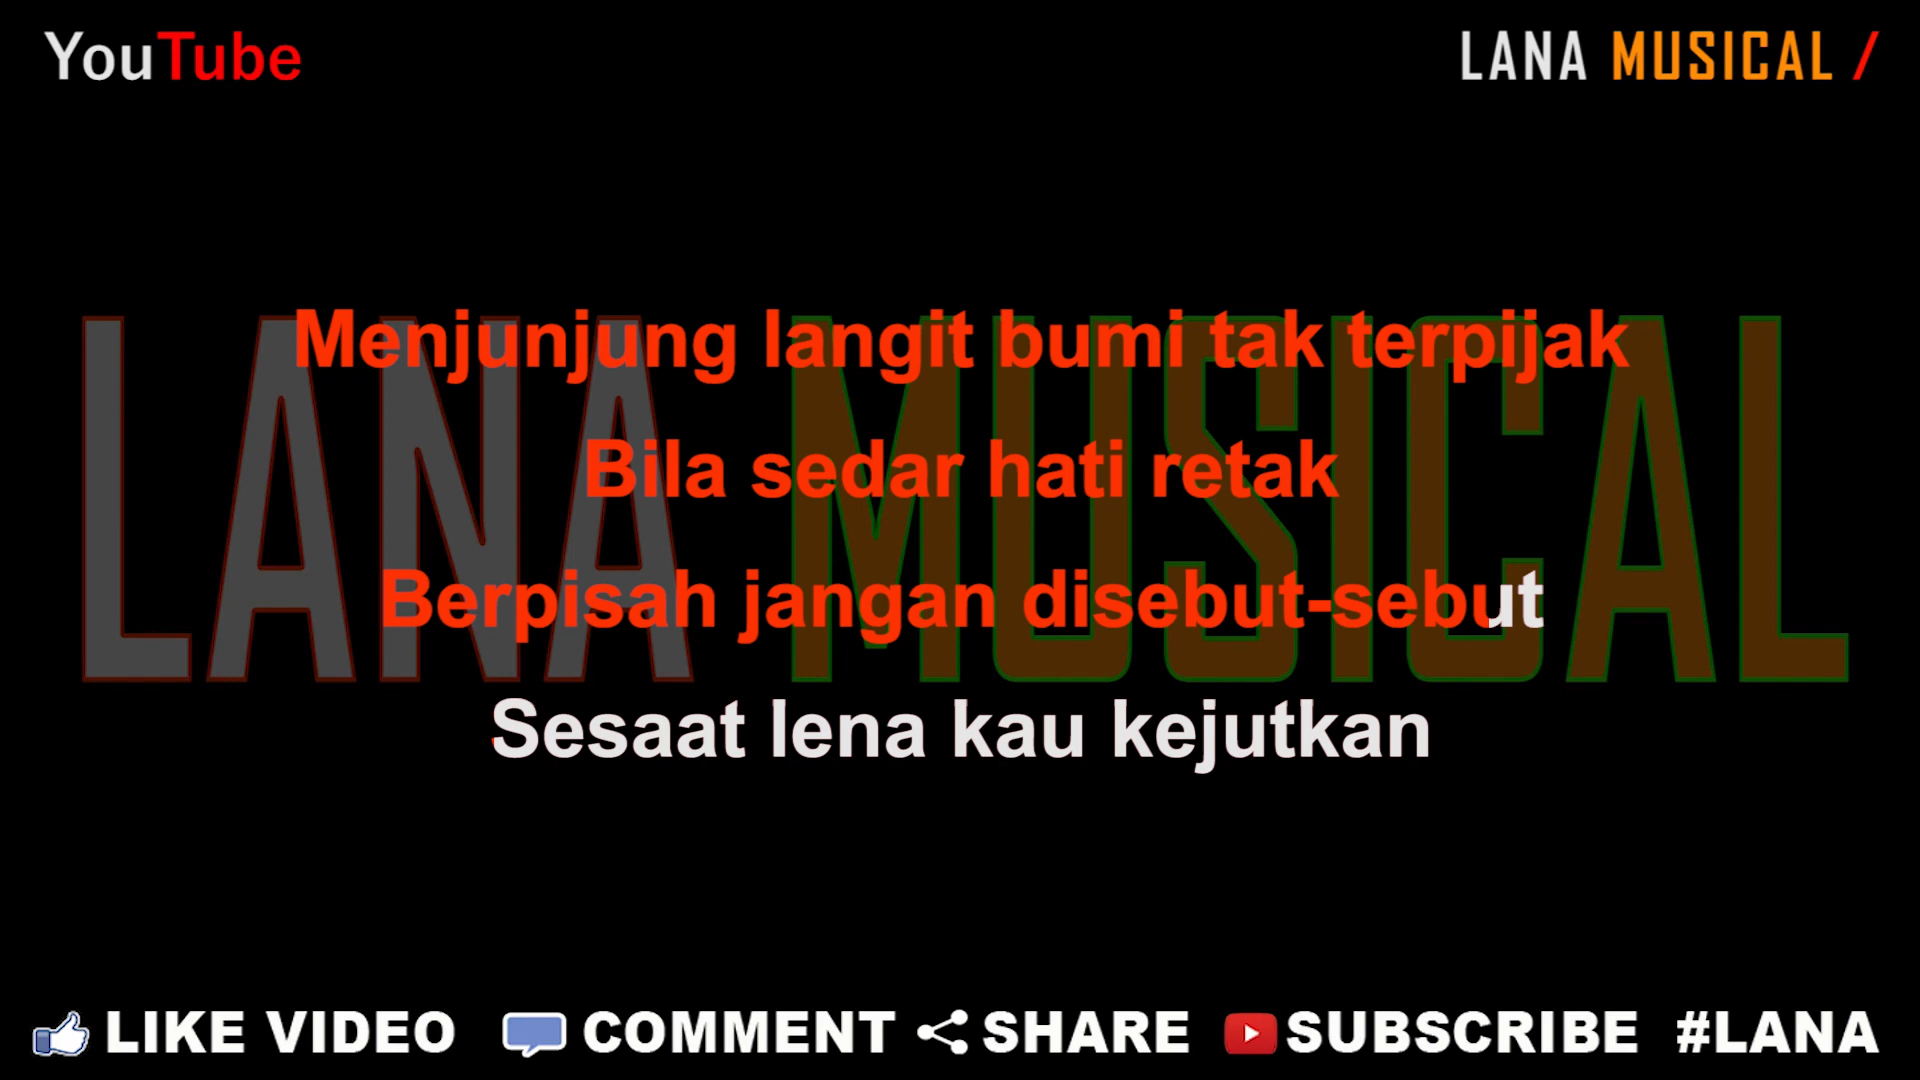 YouTube
LANA MUSICAL /
LANA MUSICAL
Menjunjung langit bumi tak terpijak
Bila sedar hati retak
Berpisah jangan disebut-sebut
Sesaat lena kau kejutkan
LIKE VIDEO COMMENT SHARE SUBSCRIBE #LANA